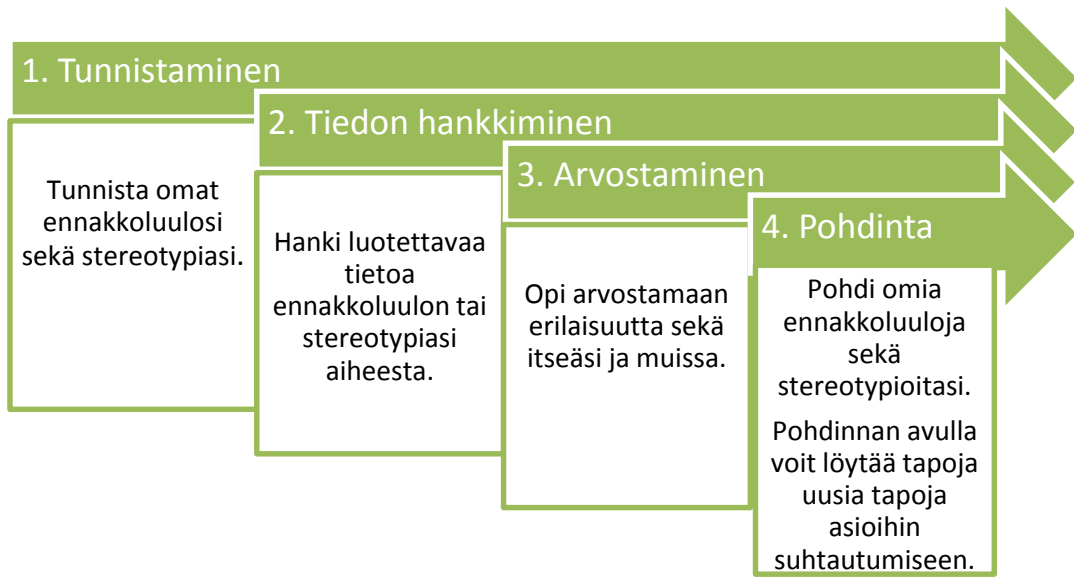 1. Tunnistaminen
Tunnista omat
ennakkoluulosi
sekä stereotypiasi.
2. Tiedon hankkiminen
Hanki luotettavaa
tietoa
ennakkoluulon tai
stereotypiasi
aiheesta.
3. Arvostaminen
Opi arvostamaan
erilaisuutta sekä
itseäsi ja muissa.
4. Pohdinta
Pohdi omia
ennakkoluuloja
sekä
stereotypioitasi.
Pohdinnan avulla
voit löytää tapoja
uusia tapoja
asioihin
suhtautumiseen.